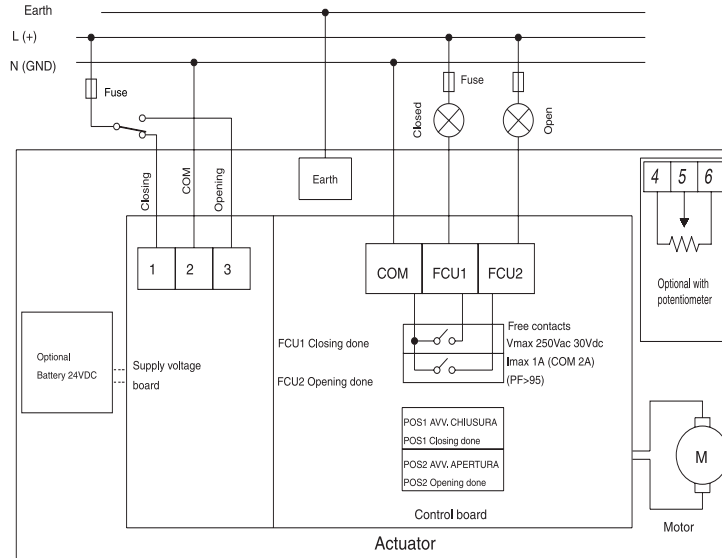 Earth
L (+)
N (GND)
Fuse
Fuse
Closed
Open
Closing
COM
Opening
Earth
4 5 6
Optional with
potentiometer
1 2 3
COM FCU1 FCU2
Optional
Battery 24VDC
Supply voltage
board
FCU1 Closing done
FCU2 Opening done
Free contacts
Vmax 250Vac 30Vdc
Imax 1A (COM 2A)
(PF>95)
POS1 AVV. CHIUSURA
POS1 Closing done
POS2 AVV. APERTURA
POS2 Opening done
Control board
M
Motor
Actuator